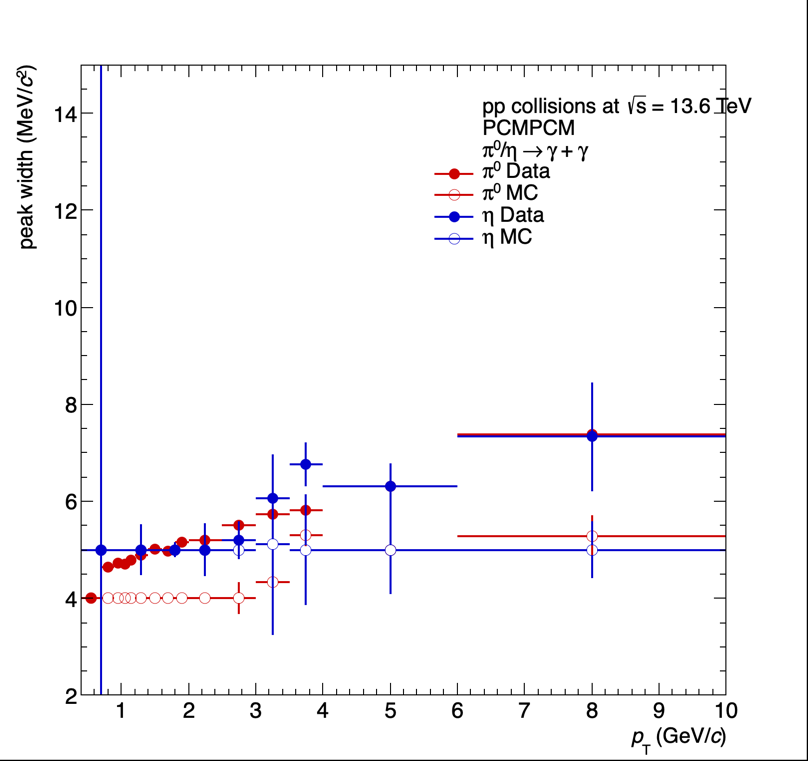 peak width (MeV/c²)
14
12
10
8
6
4
2
pp collisions at √s = 13.6 TeV
PCMPCM
π⁰/η → γ + γ
π⁰ Data
π⁰ MC
η Data
η MC
1 2 3 4 5 6 7 8 9 10
p_T (GeV/c)